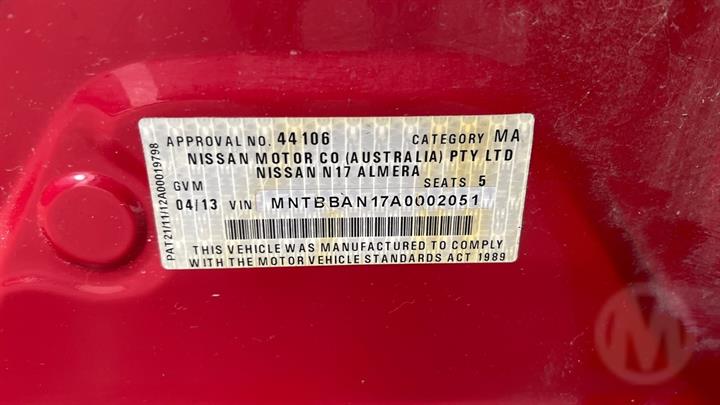 APPROVAL NO. 44106 CATEGORY MA
NISSAN MOTOR CO (AUSTRALIA) PTY LTD
NISSAN N17 ALMERA
GVM SEATS 5
04/13 VIN MNTBBAN17A0002051
THIS VEHICLE WAS MANUFACTURED TO COMPLY
WITH THE MOTOR VEHICLE STANDARDS ACT 1989
PAT21/11/12A00019798
M